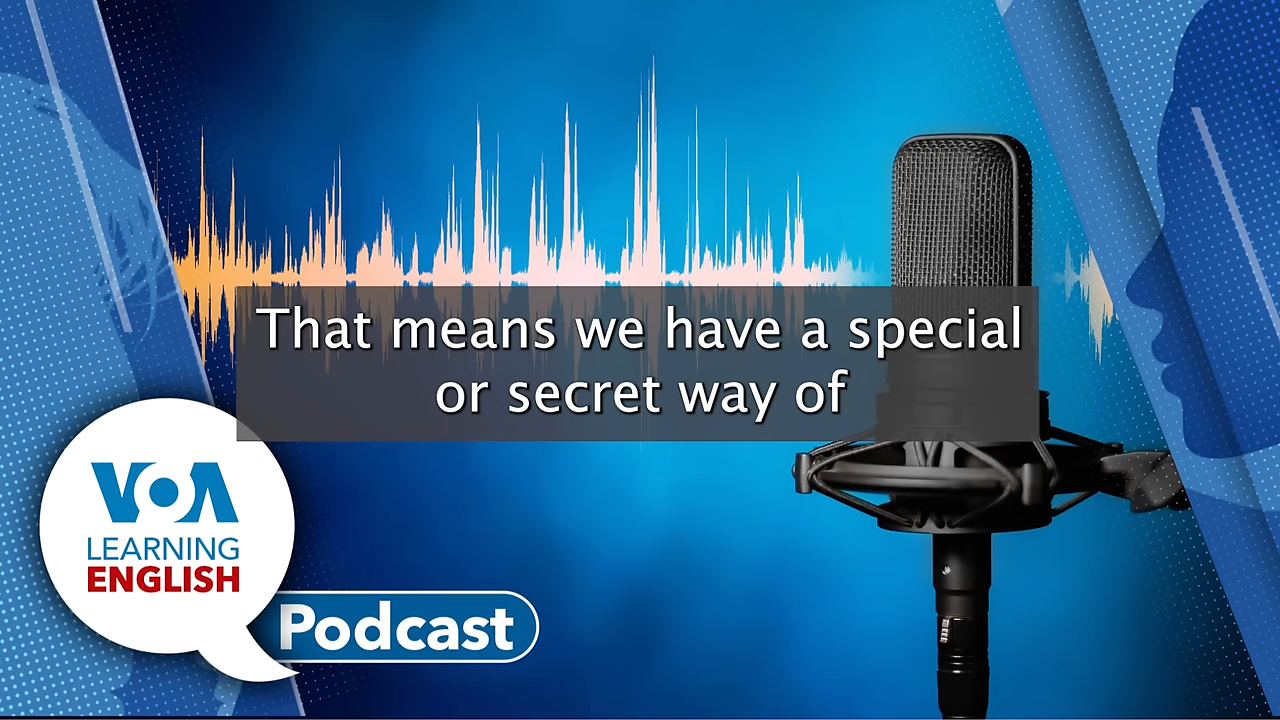 That means we have a special
or secret way of
VOA
LEARNING
ENGLISH
Podcast